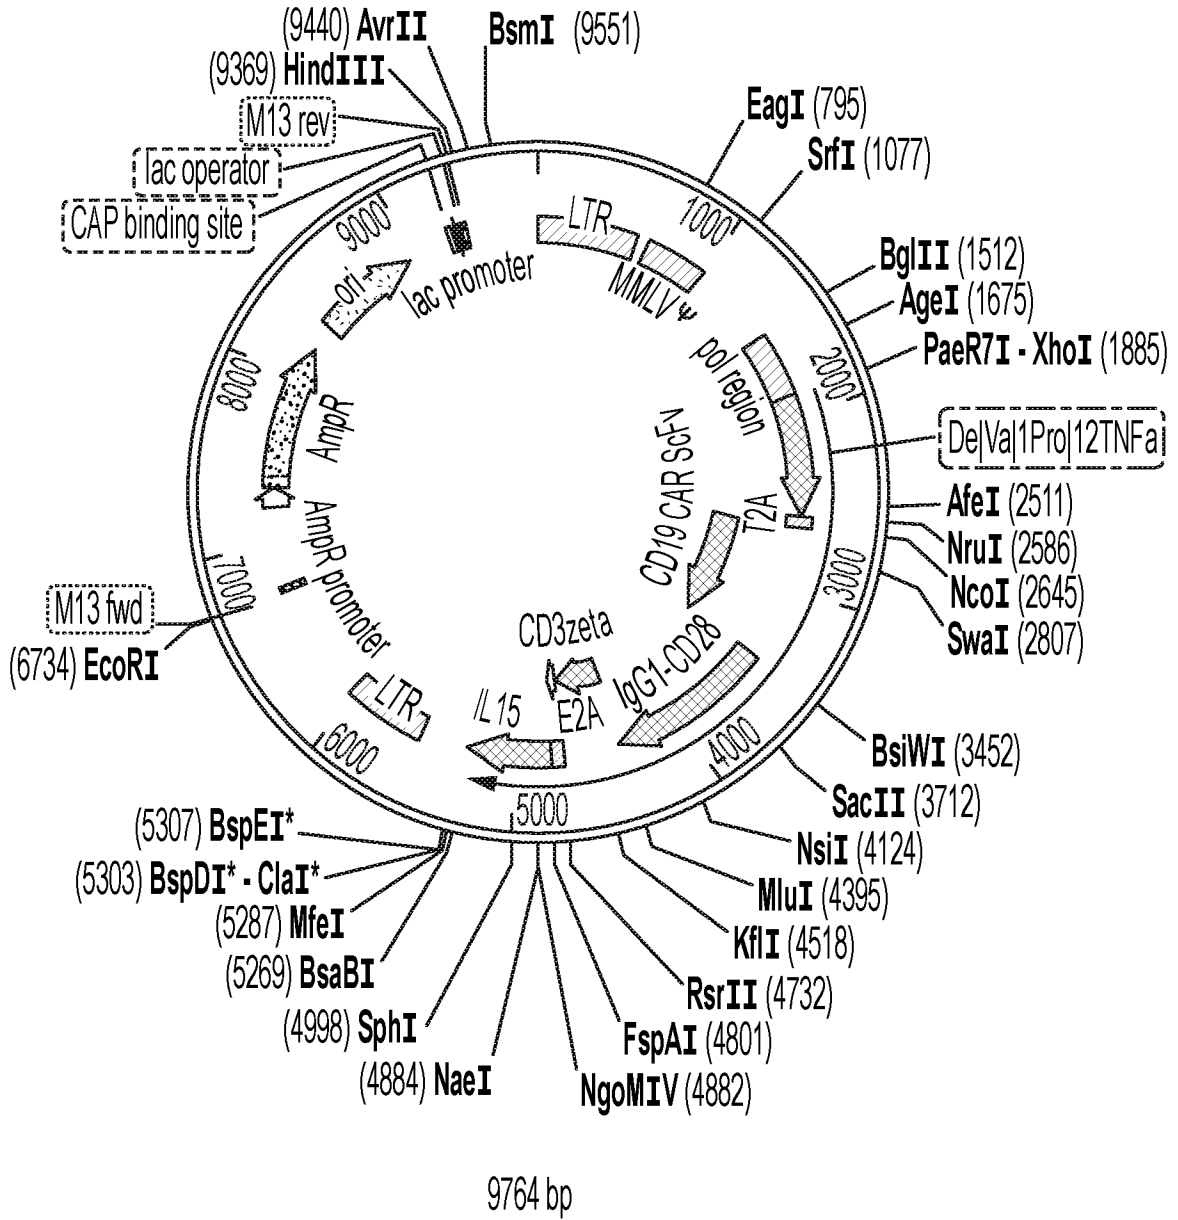 (9440) AvrII
BsmI (9551)
(9369) HindIII
M13 rev
lac operator
CAP binding site
EagI (795)
SrfI (1077)
BglII (1512)
AgeI (1675)
PaeR7I - XhoI (1885)
De|Va|1Pro|12TNFa
AfeI (2511)
NruI (2586)
NcoI (2645)
SwaI (2807)
BsiWI (3452)
SacII (3712)
NsiI (4124)
MluI (4395)
KflI (4518)
RsrII (4732)
FspAI (4801)
NgoMIV (4882)
(4884) NaeI
(4998) SphI
(5269) BsaBI
(5287) MfeI
(5303) BspDI* - ClaI*
(5307) BspEI*
(6734) EcoRI
M13 fwd
1000
2000
3000
4000
5000
6000
7000
8000
9000
LTR
MMLV Ψ
pol region
CD19 CAR ScFv
T2A
IgG1-CD28
CD3zeta
E2A
IL15
LTR
AmpR promoter
AmpR
ori
lac promoter
9764 bp